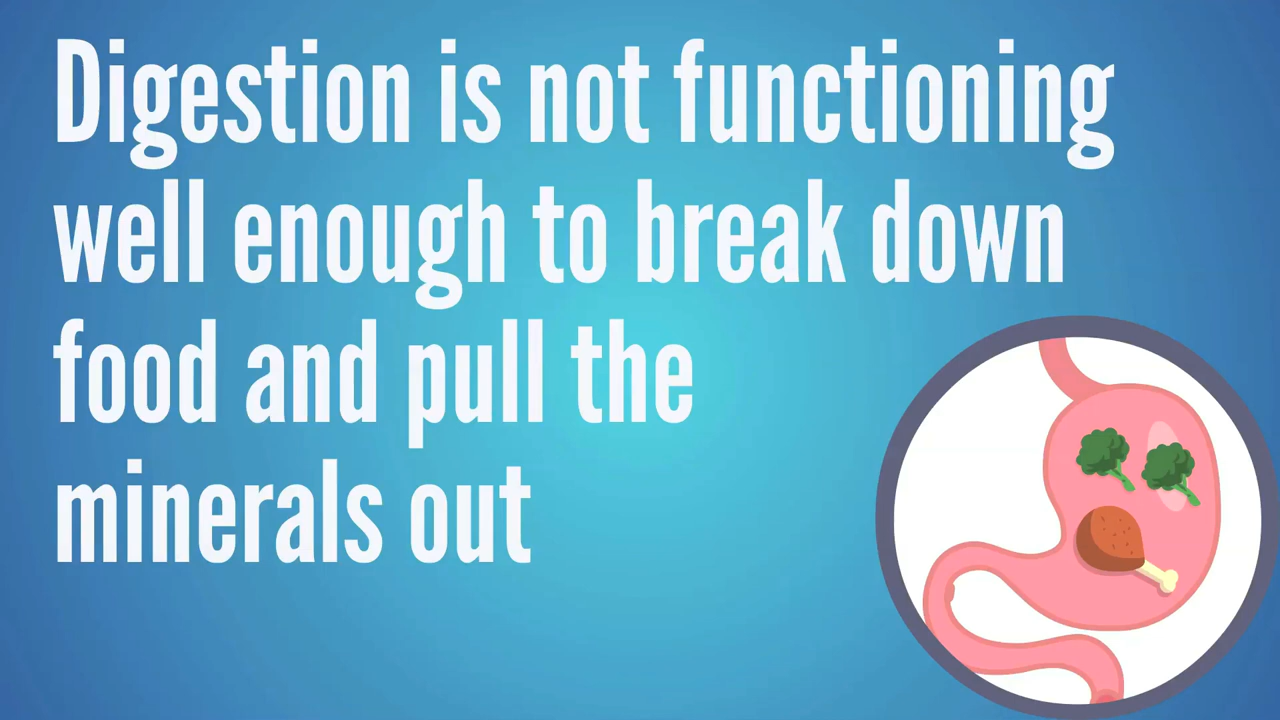 Digestion is not functioning
well enough to break down
food and pull the
minerals out